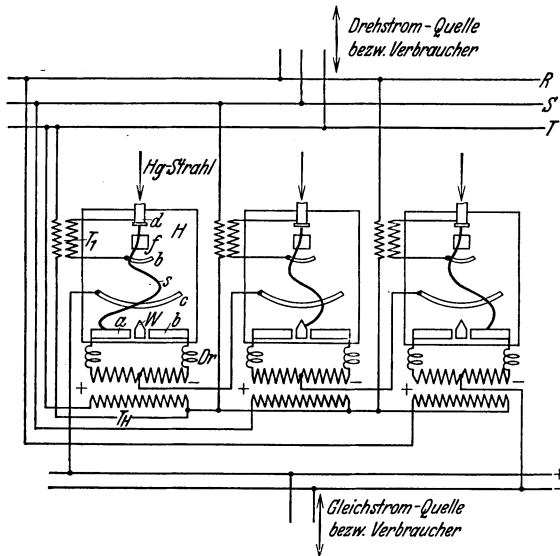 Drehstrom-Quelle
bezw. Verbraucher
R
S
T
Hg-Strahl
d
H
T1
f
b
s
c
a W b
Dr
+ -
+ -
+ -
TH
+
-
Gleichstrom-Quelle
bezw. Verbraucher